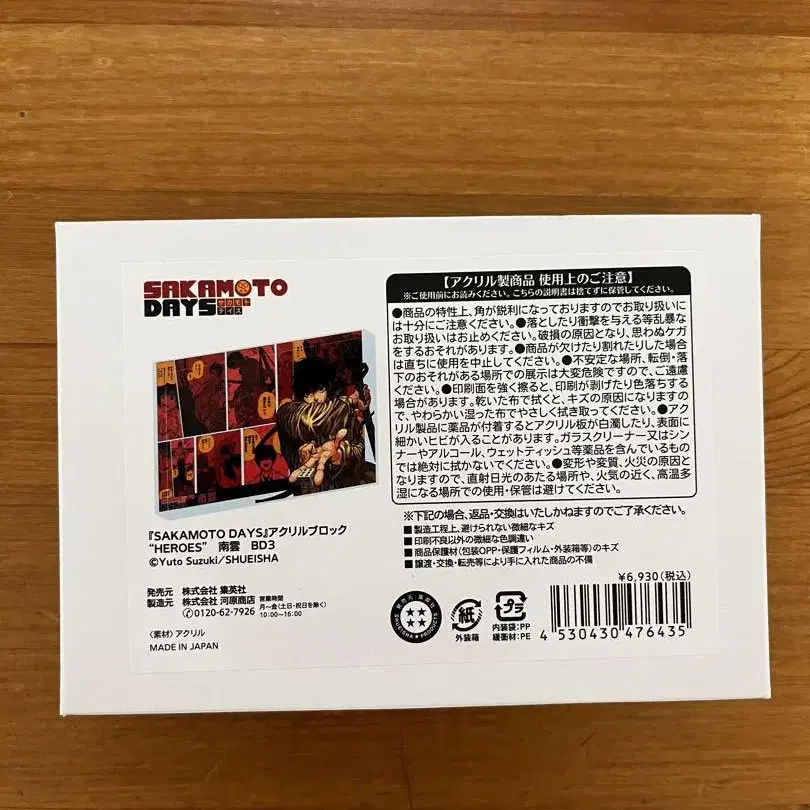 SAKAMOTO
DAYS サカモト
デイズ
『SAKAMOTO DAYS』アクリルブロック
“HEROES” 南雲 BD3
©Yuto Suzuki/SHUEISHA
発売元 株式会社 集英社
製造元 株式会社 河原商店
0120-62-7926
営業時間
月～金(土日・祝日を除く)
10:00～16:00
〈素材〉アクリル
MADE IN JAPAN
【アクリル製商品 使用上のご注意】
※ご使用前にお読みください。こちらの説明書は捨てずに保管してください。
●商品の特性上、角が鋭利になっておりますのでお取り扱いに
は十分にご注意ください。●落としたり衝撃を与える等乱暴な
お取り扱いはお止めください。破損の原因となり、思わぬケガ
をするおそれがあります。●商品が欠けたり割れたりした場合
は直ちに使用を中止してください。●不安定な場所、転倒・落
下のおそれがある場所での展示は大変危険ですので、ご遠慮
ください。●印刷面を強く擦ると、印刷が剥げたり色落ちする
場合があります。乾いた布で拭くと、キズの原因になりますの
で、やわらかい湿った布でやさしく拭き取ってください。●アク
リル製品に薬品が付着するとアクリル板が白濁したり、表面に
細かいヒビが入ることがあります。ガラスクリーナー又はシン
ナーやアルコール、ウェットティッシュ等薬品を含んでいるもの
では絶対に拭かないでください。●変形や変質、火災の原因と
なりますので、直射日光のあたる場所や、火気の近く、高温多
湿になる場所での使用・保管は避けてください。
※下記の場合、返品・交換はいたしかねますのでご了承ください。
■製造工程上、避けられない微細なキズ
■印刷不良以外の微細な色調違い
■商品保護材(包装OPP・保護フィルム・外装箱等)のキズ
■譲渡・交換・転売等により手に入れた商品の不備
¥6,930(税込)
発売元 集英社
SHUEISHA PRODUCTS
紙
外装箱
プラ
内装袋:PP
緩衝材:PE
4 530430 476435